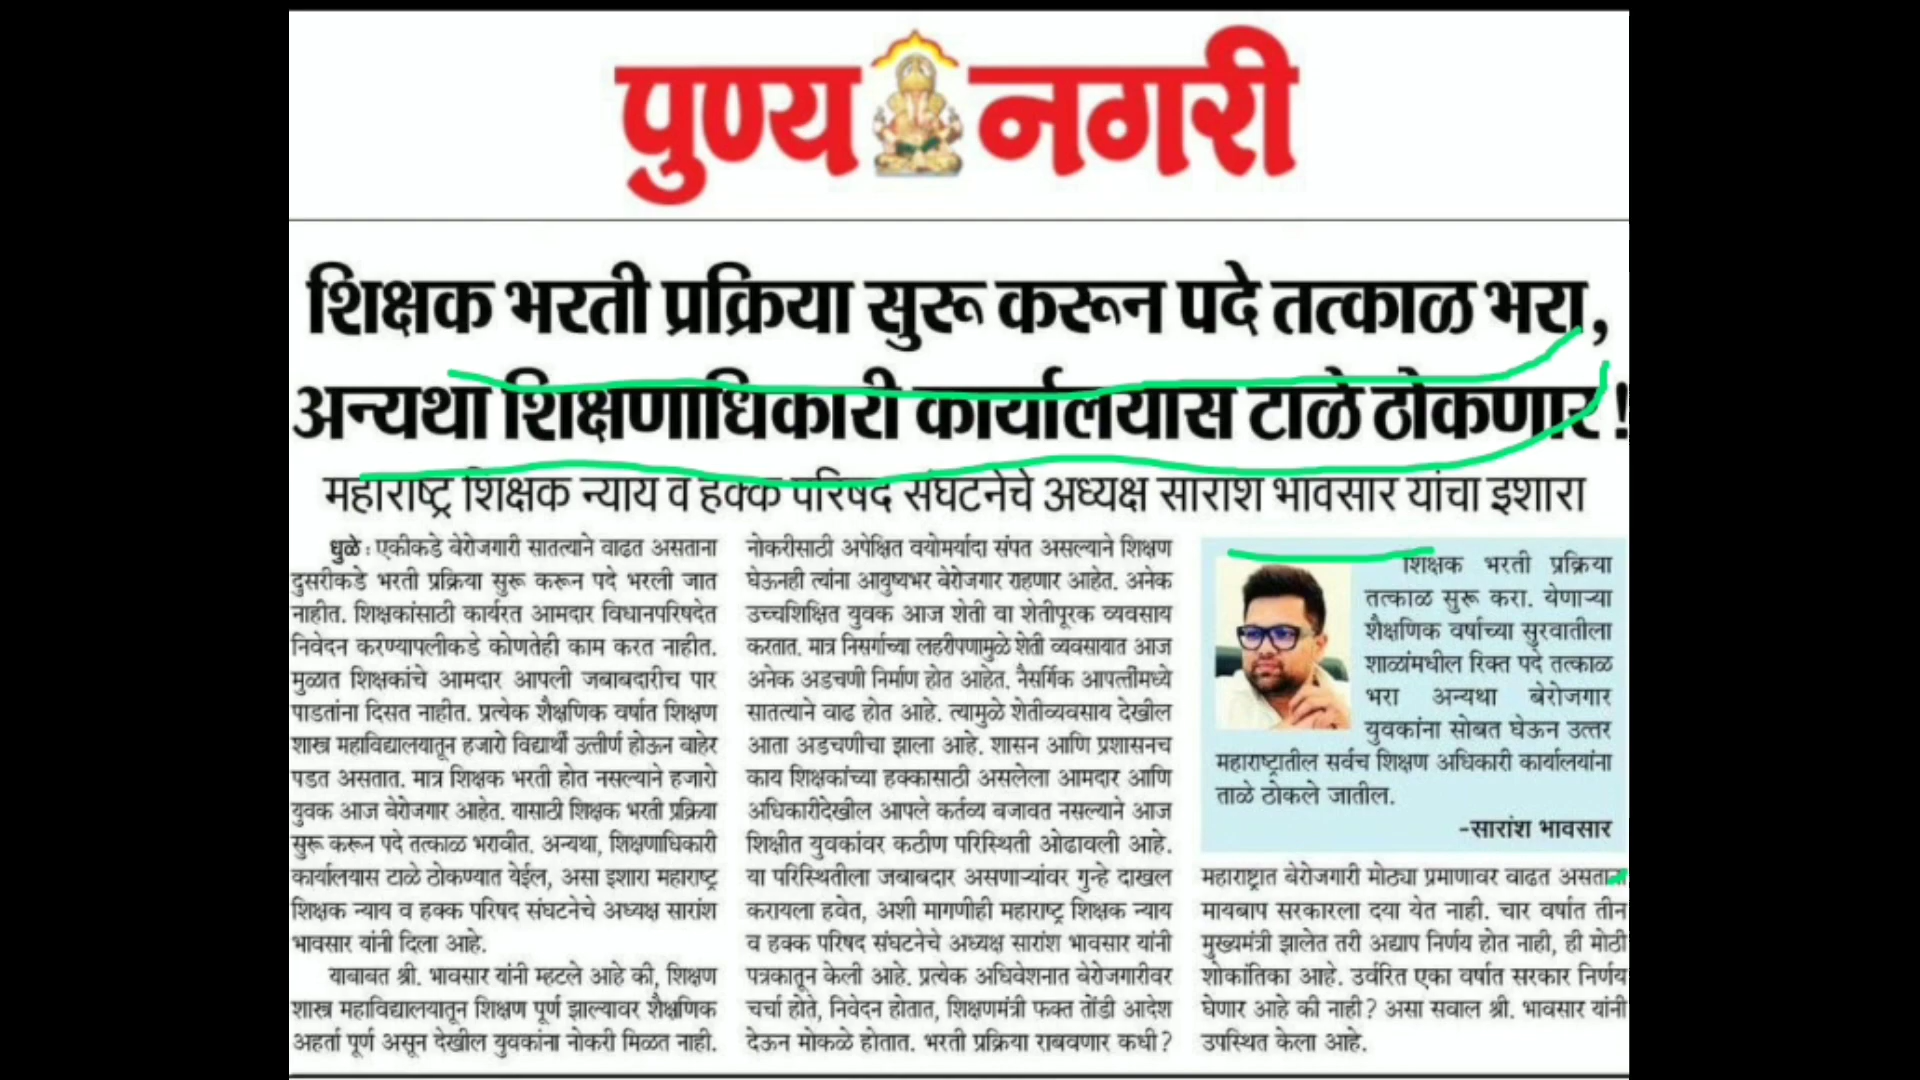 पुण्य नगरी
शिक्षक भरती प्रक्रिया सुरू करून पदे तत्काळ भरा,
अन्यथा शिक्षणाधिकारी कार्यालयास टाळे ठोकणार !
महाराष्ट्र शिक्षक न्याय व हक्क परिषद संघटनेचे अध्यक्ष सारांश भावसार यांचा इशारा
धुळे : एकीकडे बेरोजगारी सातत्याने वाढत असताना
दुसरीकडे भरती प्रक्रिया सुरू करून पदे भरली जात
नाहीत. शिक्षकांसाठी कार्यरत आमदार विधानपरिषदेत
निवेदन करण्यापलीकडे कोणतेही काम करत नाहीत.
मुळात शिक्षकांचे आमदार आपली जबाबदारीच पार
पाडतांना दिसत नाहीत. प्रत्येक शैक्षणिक वर्षात शिक्षण
शास्त्र महाविद्यालयातून हजारो विद्यार्थी उत्तीर्ण होऊन बाहेर
पडत असतात. मात्र शिक्षक भरती होत नसल्याने हजारो
युवक आज बेरोजगार आहेत. यासाठी शिक्षक भरती प्रक्रिया
सुरू करून पदे तत्काळ भरावीत. अन्यथा, शिक्षणाधिकारी
कार्यालयास टाळे ठोकण्यात येईल, असा इशारा महाराष्ट्र
शिक्षक न्याय व हक्क परिषद संघटनेचे अध्यक्ष सारांश
भावसार यांनी दिला आहे.
याबाबत श्री. भावसार यांनी म्हटले आहे की, शिक्षण
शास्त्र महाविद्यालयातून शिक्षण पूर्ण झाल्यावर शैक्षणिक
अहर्ता पूर्ण असून देखील युवकांना नोकरी मिळत नाही.
नोकरीसाठी अपेक्षित वयोमर्यादा संपत असल्याने शिक्षण
घेऊनही त्यांना आयुष्यभर बेरोजगार राहणार आहेत. अनेक
उच्चशिक्षित युवक आज शेती वा शेतीपूरक व्यवसाय
करतात. मात्र निसर्गाच्या लहरीपणामुळे शेती व्यवसायात आज
अनेक अडचणी निर्माण होत आहेत. नैसर्गिक आपत्तींमध्ये
सातत्याने वाढ होत आहे. त्यामुळे शेतीव्यवसाय देखील
आता अडचणीचा झाला आहे. शासन आणि प्रशासनच
काय शिक्षकांच्या हक्कासाठी असलेला आमदार आणि
अधिकारीदेखील आपले कर्तव्य बजावत नसल्याने आज
शिक्षीत युवकांवर कठीण परिस्थिती ओढावली आहे.
या परिस्थितीला जबाबदार असणाऱ्यांवर गुन्हे दाखल
करायला हवेत, अशी मागणीही महाराष्ट्र शिक्षक न्याय
व हक्क परिषद संघटनेचे अध्यक्ष सारांश भावसार यांनी
पत्रकातून केली आहे. प्रत्येक अधिवेशनात बेरोजगारीवर
चर्चा होते, निवेदन होतात, शिक्षणमंत्री फक्त तोंडी आदेश
देऊन मोकळे होतात. भरती प्रक्रिया राबवणार कधी?
शिक्षक भरती प्रक्रिया
तत्काळ सुरू करा. येणाऱ्या
शैक्षणिक वर्षाच्या सुरवातीला
शाळांमधील रिक्त पदे तत्काळ
भरा अन्यथा बेरोजगार
युवकांना सोबत घेऊन उत्तर
महाराष्ट्रातील सर्वच शिक्षण अधिकारी कार्यालयांना
ताळे ठोकले जातील.
-सारांश भावसार
महाराष्ट्रात बेरोजगारी मोठ्या प्रमाणावर वाढत असताना
मायबाप सरकारला दया येत नाही. चार वर्षात तीन
मुख्यमंत्री झालेत तरी अद्याप निर्णय होत नाही, ही मोठी
शोकांतिका आहे. उर्वरित एका वर्षात सरकार निर्णय
घेणार आहे की नाही? असा सवाल श्री. भावसार यांनी
उपस्थित केला आहे.